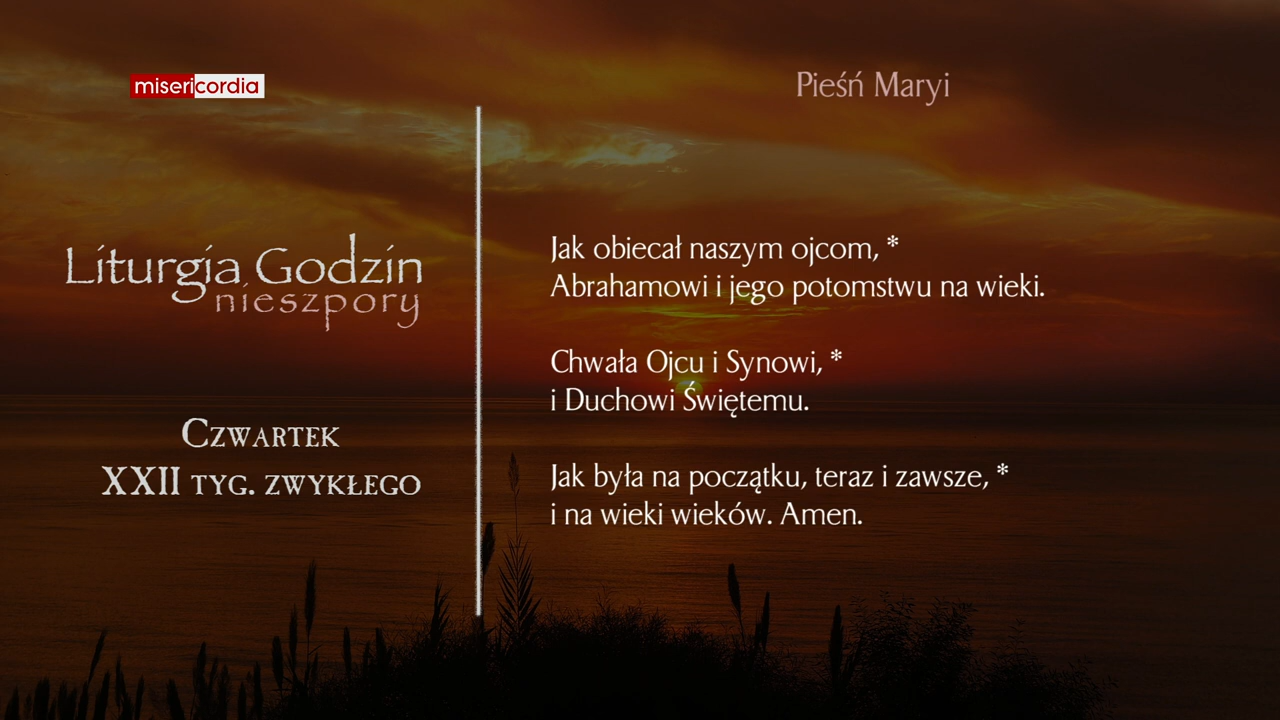 misericordia
Pieśń Maryi
Liturgia Godzin
nieszpory
Czwartek
XXII tyg. zwykłego
Jak obiecał naszym ojcom, *
Abrahamowi i jego potomstwu na wieki.
Chwała Ojcu i Synowi, *
i Duchowi Świętemu.
Jak była na początku, teraz i zawsze, *
i na wieki wieków. Amen.